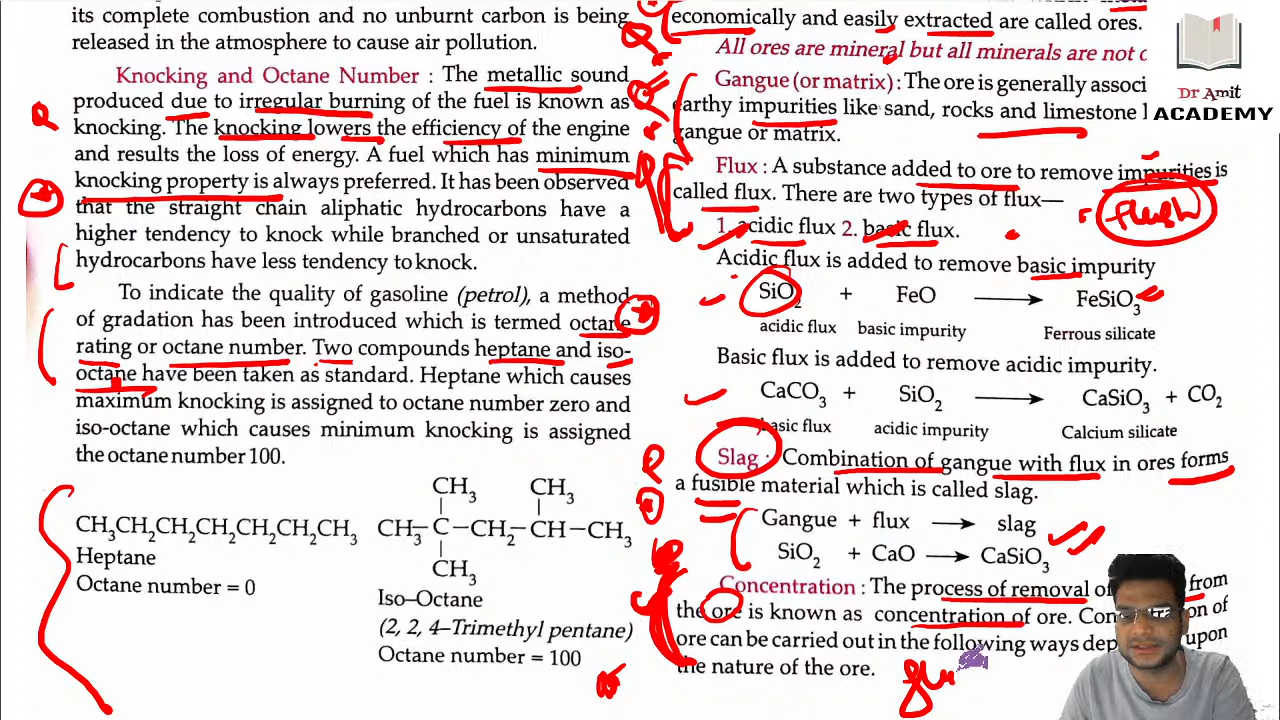 its complete combustion and no unburnt carbon is being
released in the atmosphere to cause air pollution.
Knocking and Octane Number : The metallic sound
produced due to irregular burning of the fuel is known as
knocking. The knocking lowers the efficiency of the engine
and results the loss of energy. A fuel which has minimum
knocking property is always preferred. It has been observed
that the straight chain aliphatic hydrocarbons have a
higher tendency to knock while branched or unsaturated
hydrocarbons have less tendency to knock.
To indicate the quality of gasoline (petrol), a method
of gradation has been introduced which is termed octane
rating or octane number. Two compounds heptane and iso-
octane have been taken as standard. Heptane which causes
maximum knocking is assigned to octane number zero and
iso-octane which causes minimum knocking is assigned
the octane number 100.
CH₃CH₂CH₂CH₂CH₂CH₂CH₃
Heptane
Octane number = 0
CH₃ CH₃
CH₃–C–CH₂–CH–CH₃
CH₃
Iso–Octane
(2, 2, 4–Trimethyl pentane)
Octane number = 100
economically and easily extracted are called ores.
All ores are mineral but all minerals are not
Gangue (or matrix) : The ore is generally associ
earthy impurities like sand, rocks and limestone
gangue or matrix.
Flux : A substance added to ore to remove impurities is
called flux. There are two types of flux—
1. acidic flux 2. basic flux.
flush
Acidic flux is added to remove basic impurity
SiO₂ + FeO ⟶ FeSiO₃
acidic flux basic impurity Ferrous silicate
Basic flux is added to remove acidic impurity.
CaCO₃ + SiO₂ ⟶ CaSiO₃ + CO₂
basic flux acidic impurity Calcium silicate
Slag : Combination of gangue with flux in ores forms
a fusible material which is called slag.
Gangue + flux ⟶ slag
SiO₂ + CaO ⟶ CaSiO₃
Concentration : The process of removal of from
the ore is known as concentration of ore. Con of
ore can be carried out in the following ways dep upon
the nature of the ore.
flu
Dr Amit
ACADEMY